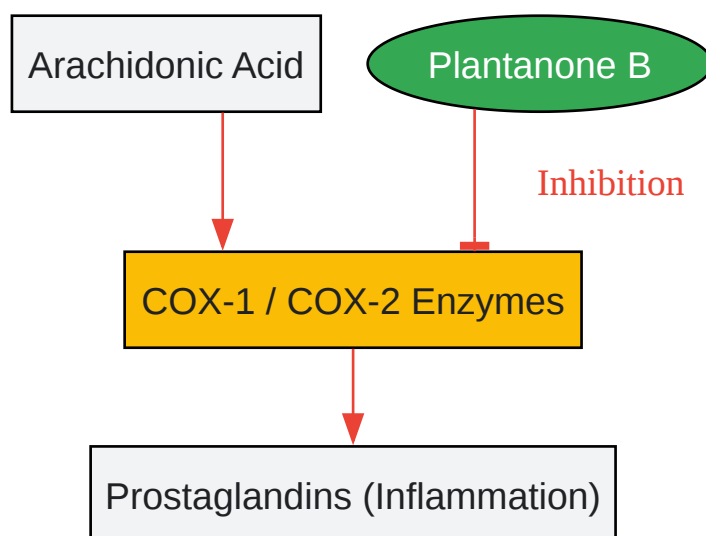 Arachidonic Acid
Plantanone B
Inhibition
COX-1 / COX-2 Enzymes
Prostaglandins (Inflammation)